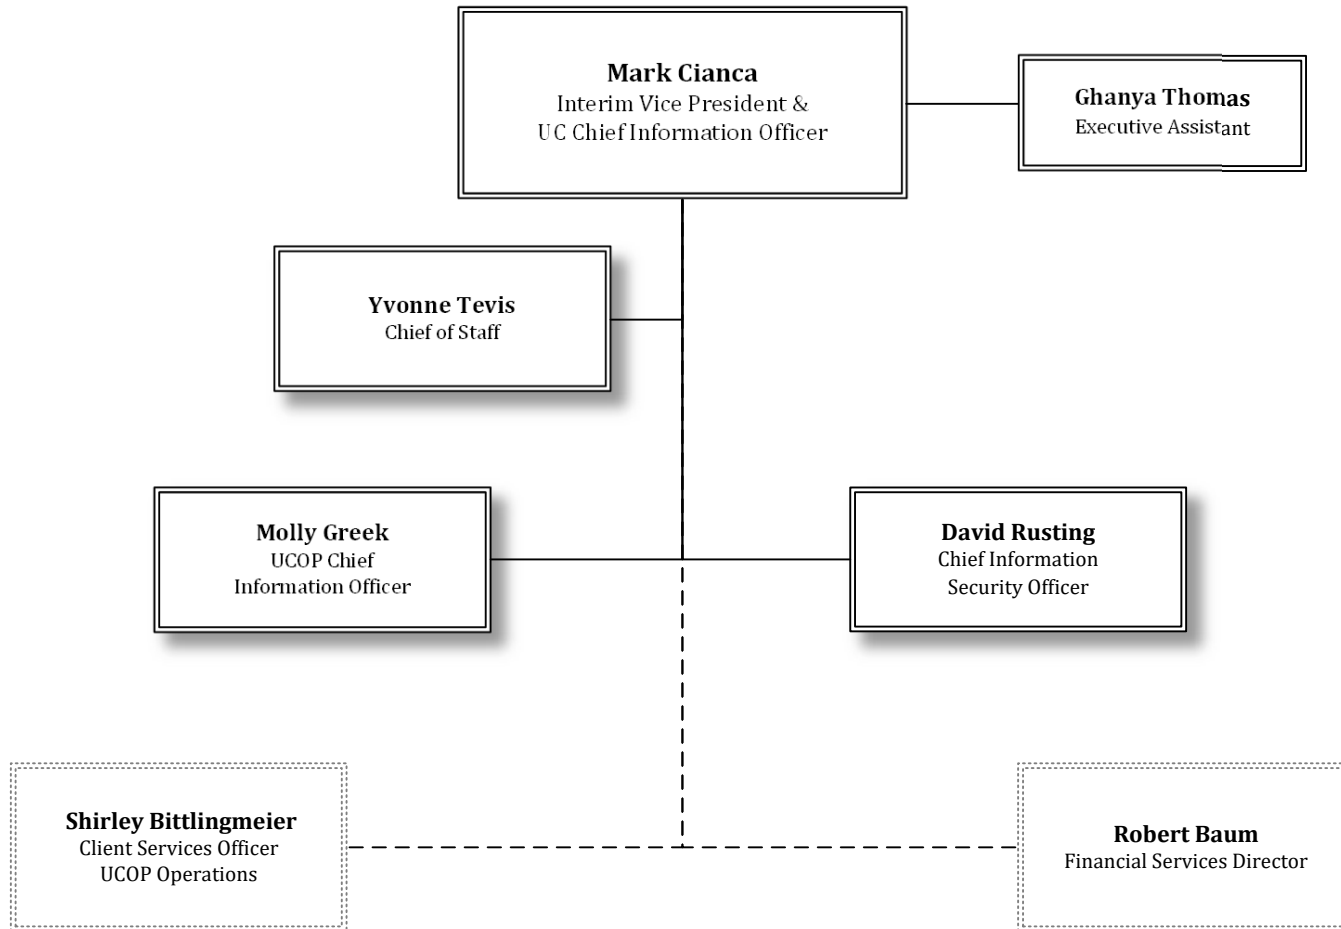 Mark Cianca
Interim Vice President &
UC Chief Information Officer
Ghanya Thomas
Executive Assistant
Yvonne Tevis
Chief of Staff
Molly Greek
UCOP Chief
Information Officer
David Rusting
Chief Information
Security Officer
Shirley Bittlingmeier
Client Services Officer
UCOP Operations
Robert Baum
Financial Services Director